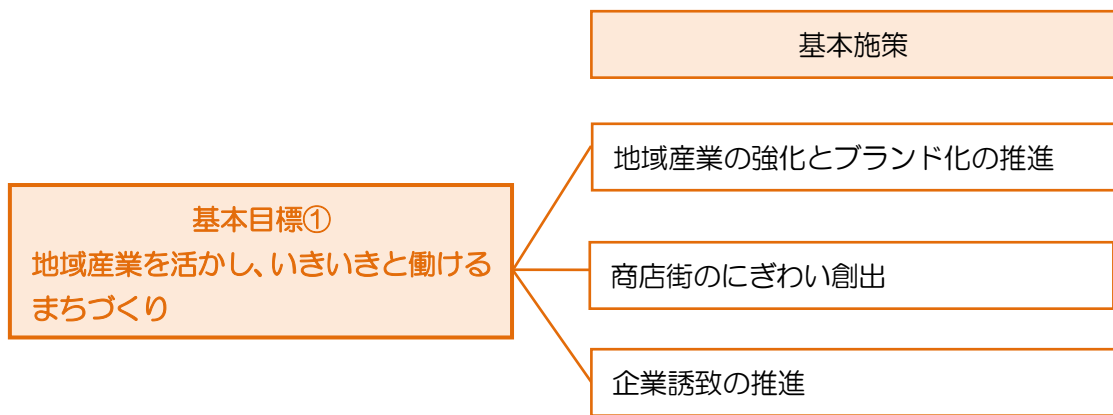 基本施策
地域産業の強化とブランド化の推進
基本目標①
地域産業を活かし、いきいきと働ける
まちづくり
商店街のにぎわい創出
企業誘致の推進